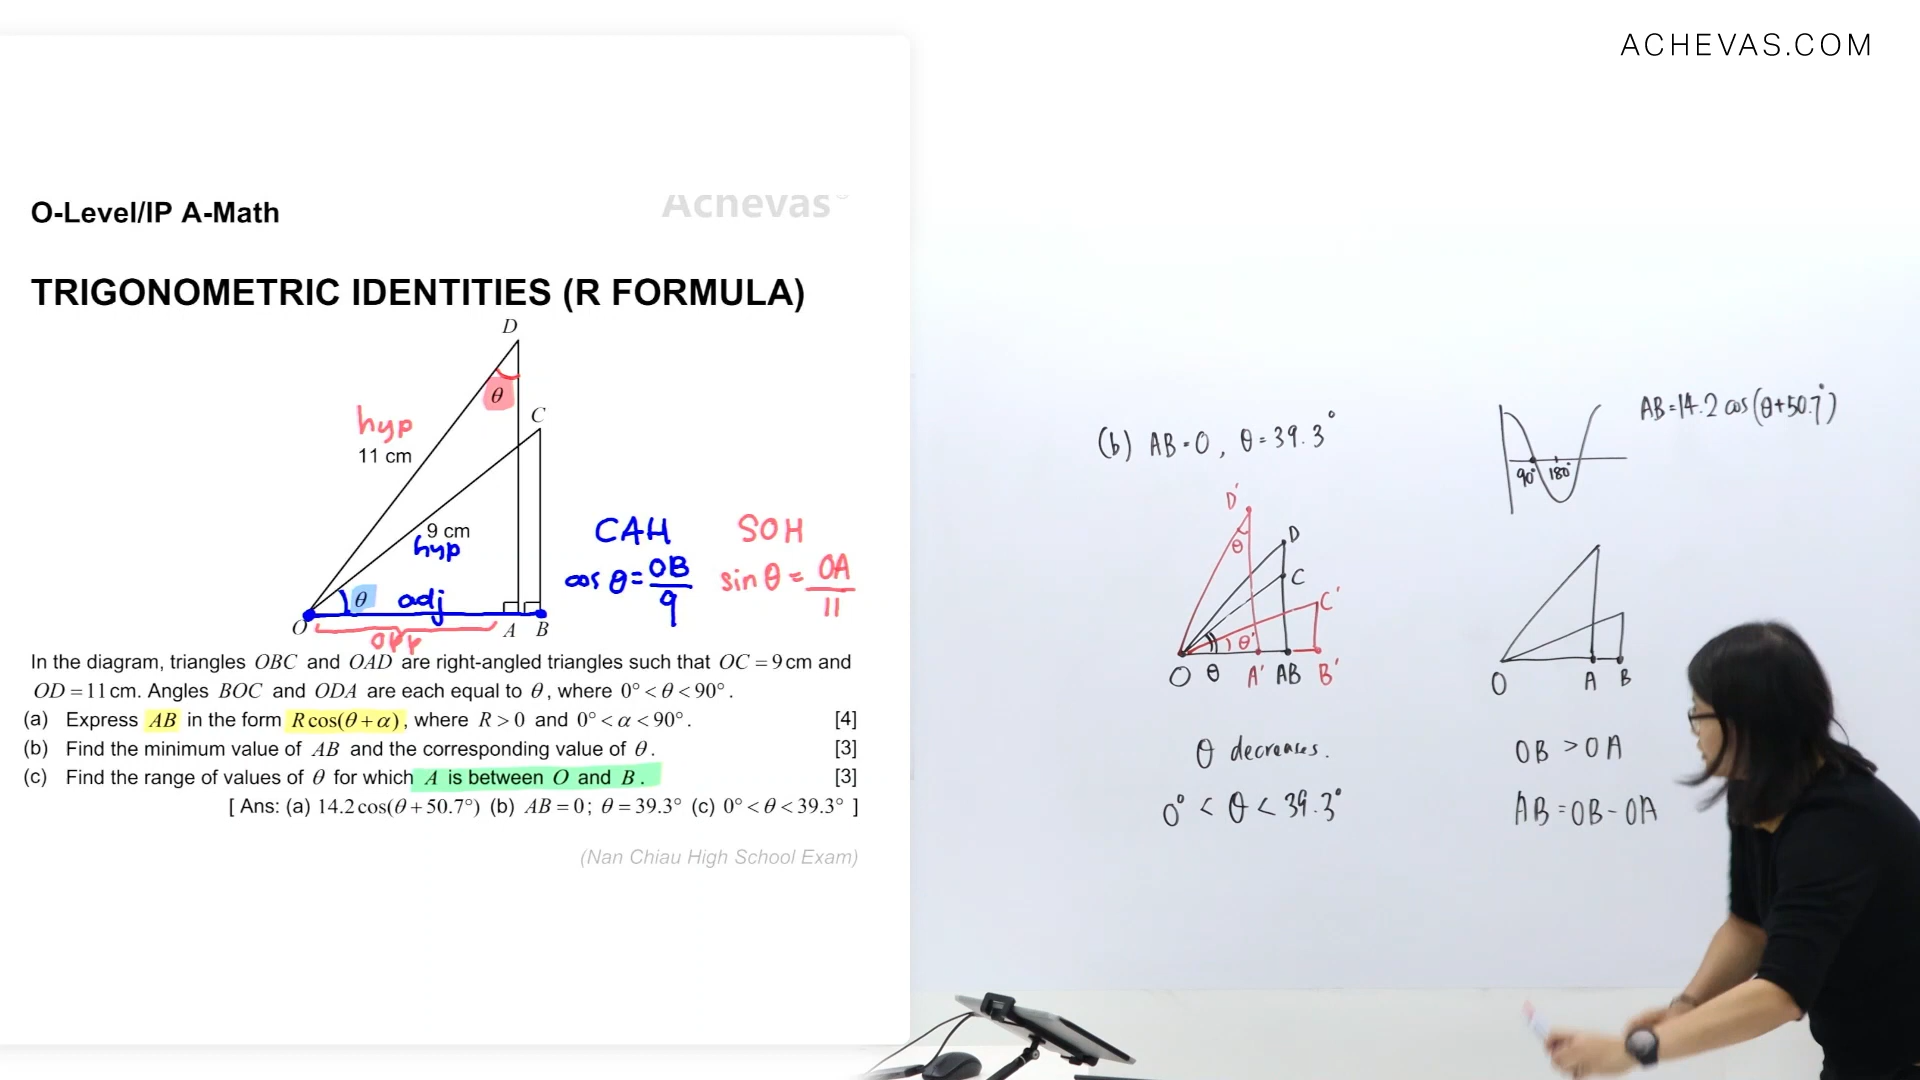 ACHEVAS.COM
O-Level/IP A-Math
Achevas
TRIGONOMETRIC IDENTITIES (R FORMULA)
D
θ
C
hyp
11 cm
9 cm
hyp
θ
adj
O
opp
A
B
CAH
cos θ = OB/9
SOH
sin θ = OA/11
In the diagram, triangles OBC and OAD are right-angled triangles such that OC = 9 cm and
OD = 11 cm. Angles BOC and ODA are each equal to θ, where 0° < θ < 90°.
(a) Express AB in the form R cos(θ + α), where R > 0 and 0° < α < 90°. [4]
(b) Find the minimum value of AB and the corresponding value of θ. [3]
(c) Find the range of values of θ for which A is between O and B. [3]
[ Ans: (a) 14.2 cos(θ + 50.7°) (b) AB = 0; θ = 39.3° (c) 0° < θ < 39.3° ]
(Nan Chiau High School Exam)
(b) AB = 0, θ = 39.3°
D'
θ
D
C
C'
θ'
O θ A' AB B'
θ decreases.
0° < θ < 39.3°
AB = 14.2 cos(θ + 50.7°)
90° 180°
O A B
OB > OA
AB = OB - OA